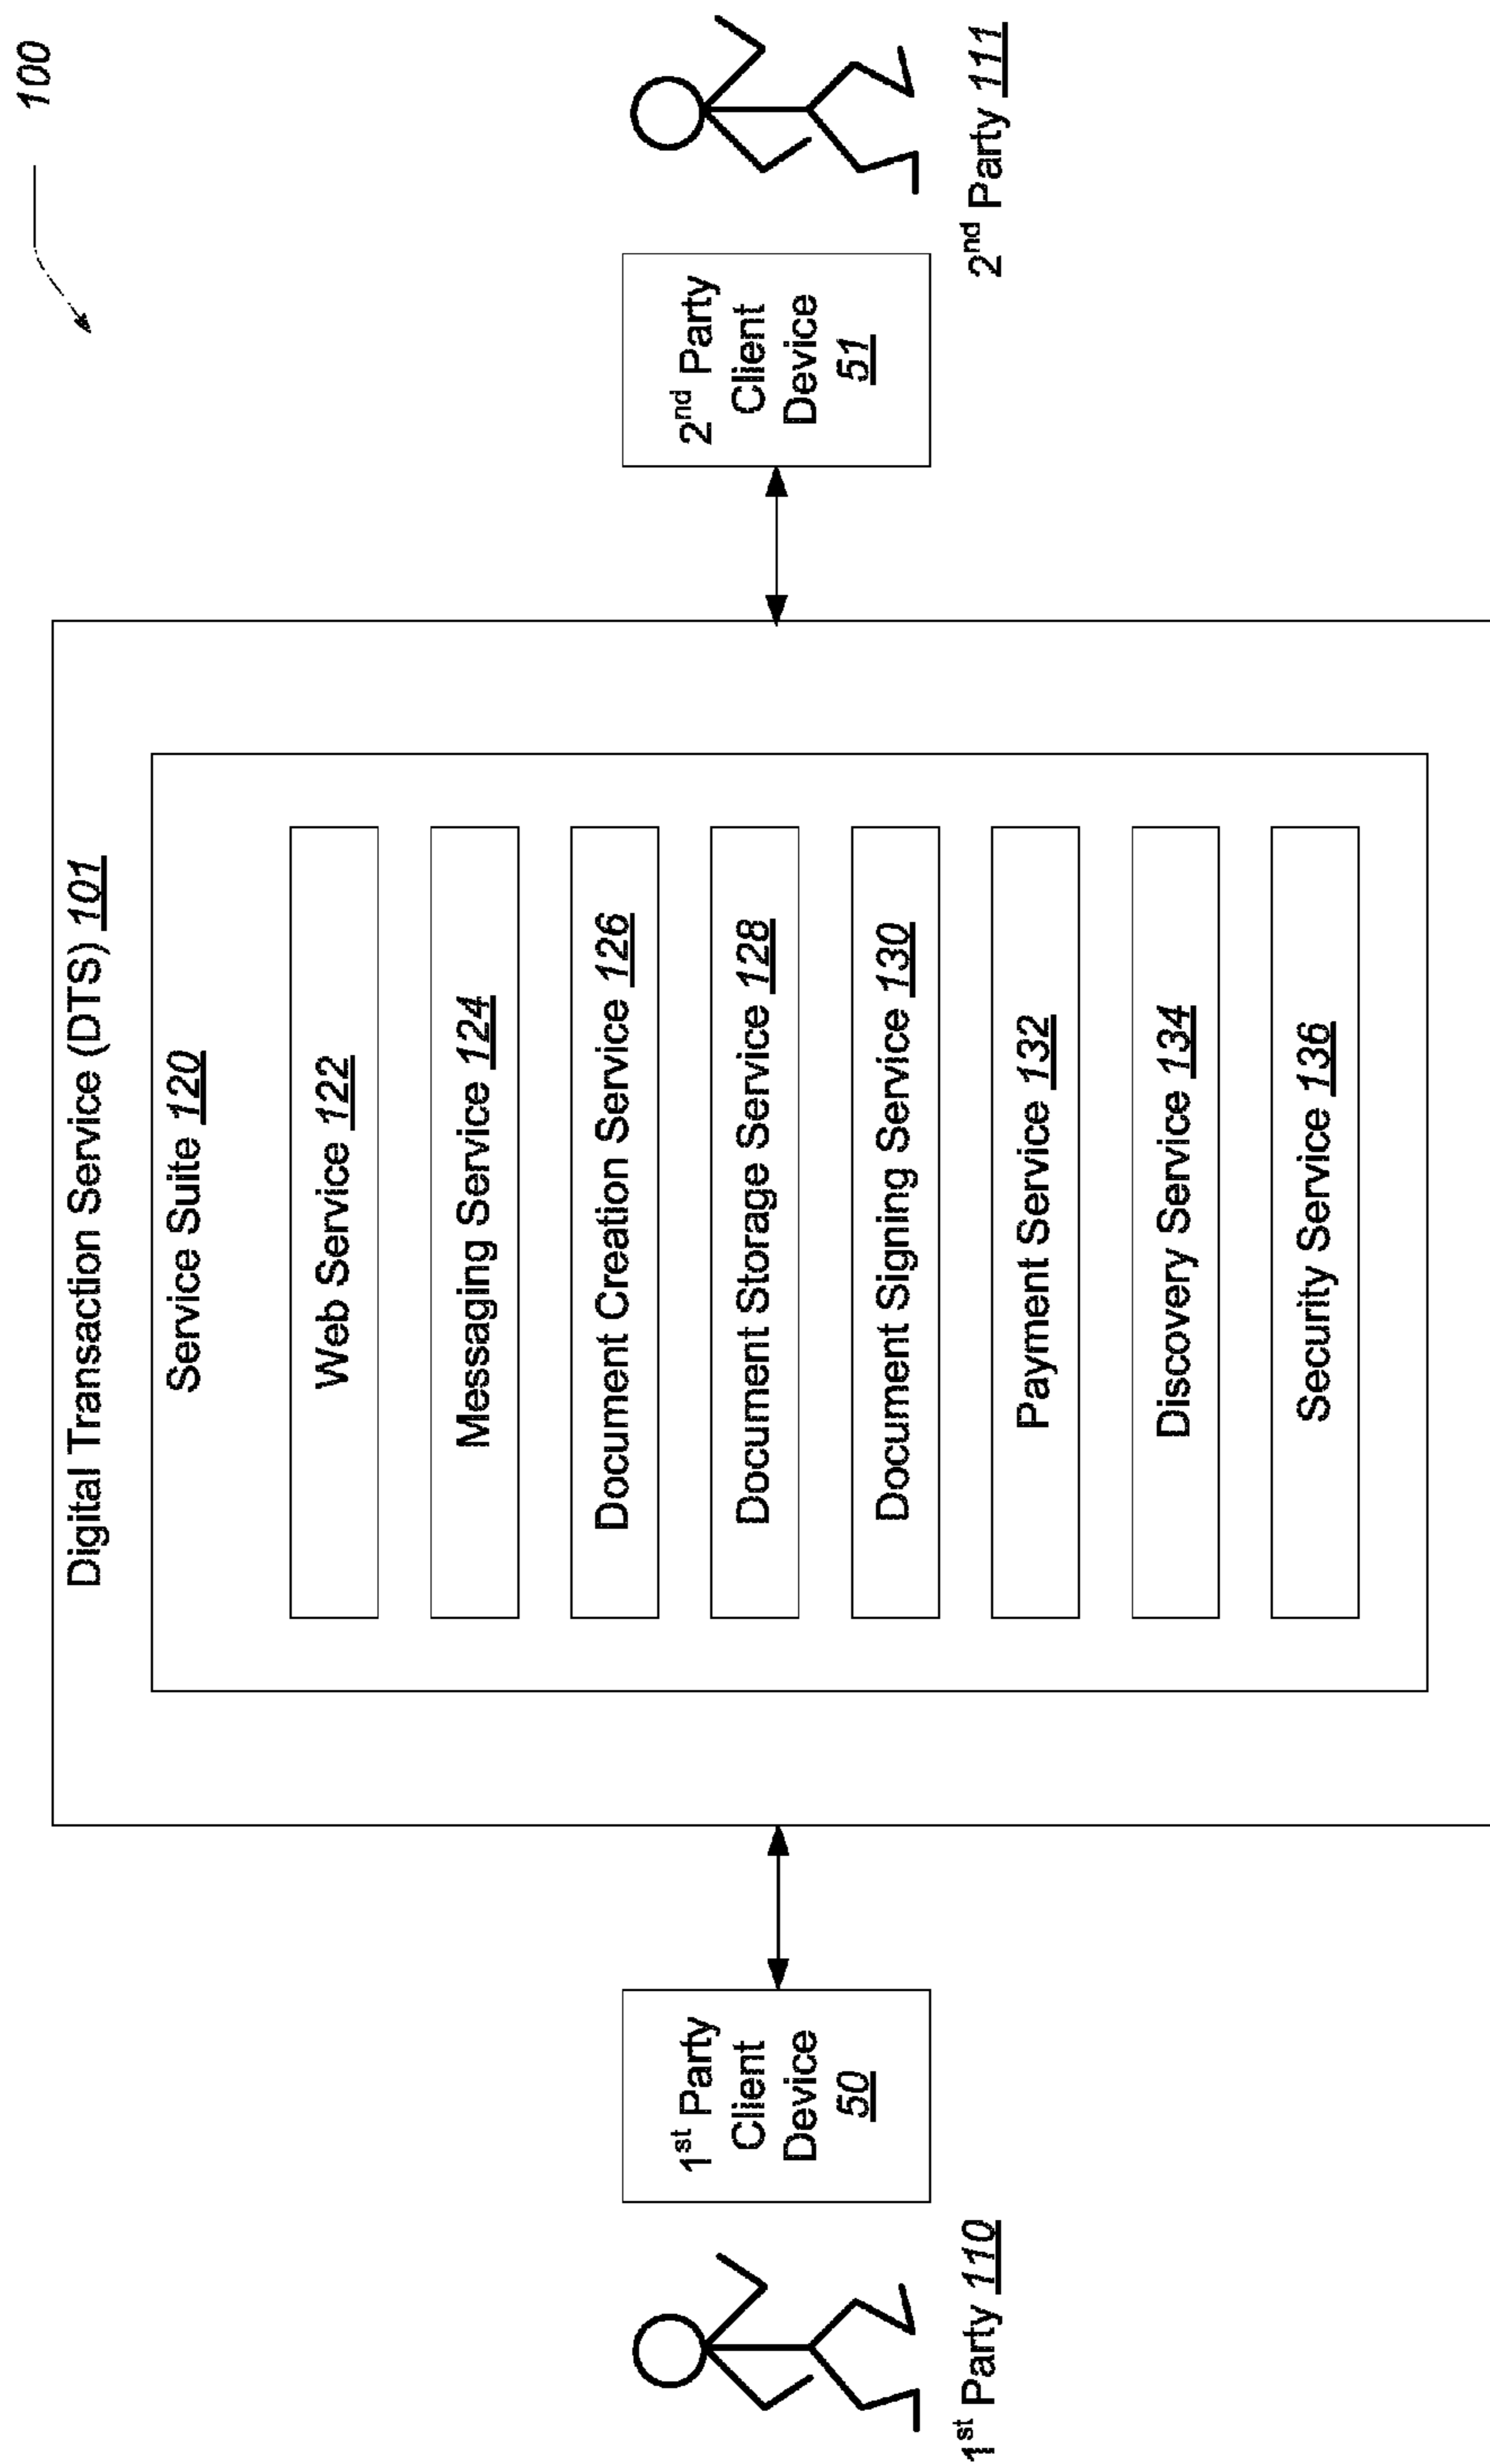 100
Digital Transaction Service (DTS) 101
Service Suite 120
Web Service 122
Messaging Service 124
Document Creation Service 126
Document Storage Service 128
Document Signing Service 130
Payment Service 132
Discovery Service 134
Security Service 136
1st Party
Client
Device
50
1st Party 110
2nd Party
Client
Device
51
2nd Party 111